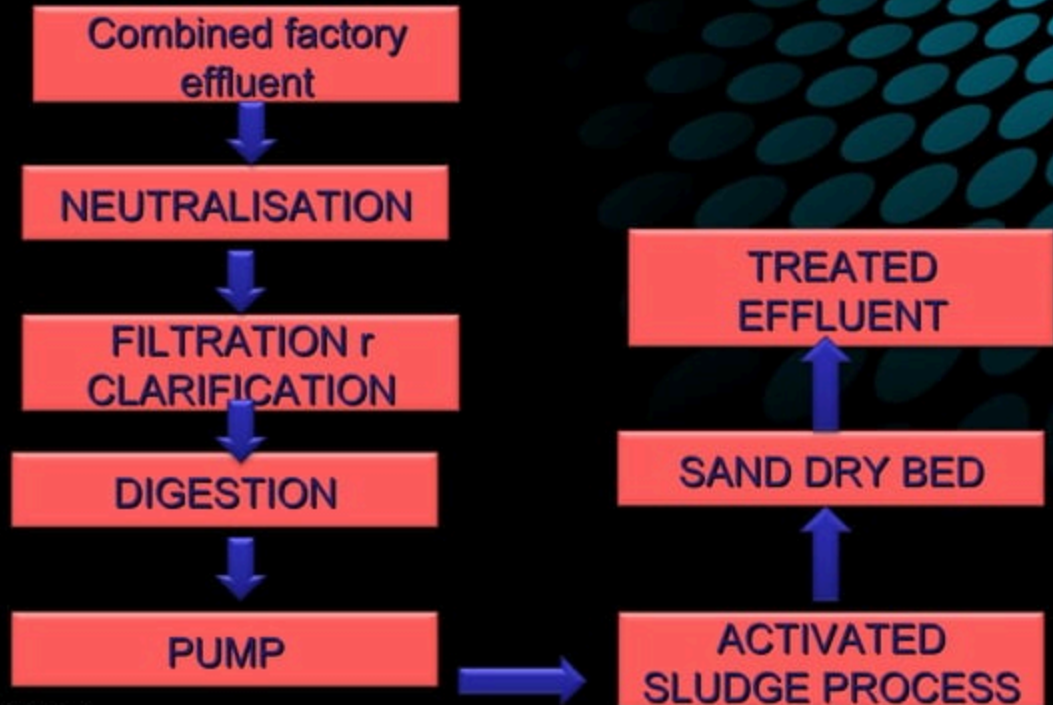 Combined factory
effluent
NEUTRALISATION
FILTRATION r
CLARIFICATION
DIGESTION
PUMP
ACTIVATED
SLUDGE PROCESS
SAND DRY BED
TREATED
EFFLUENT